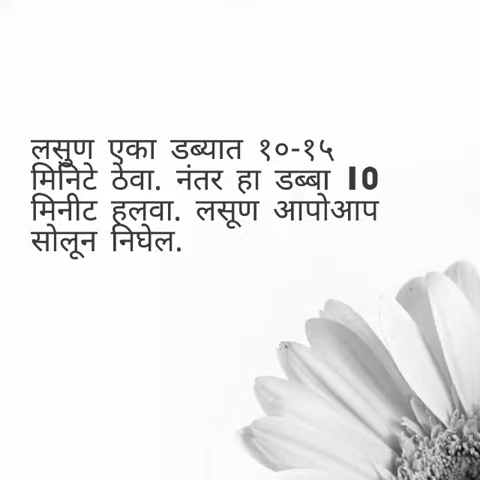 लसुण एका डब्यात १०-१५
मिनिटे ठेवा. नंतर हा डब्बा 10
मिनीट हलवा. लसूण आपोआप
सोलून निघेल.